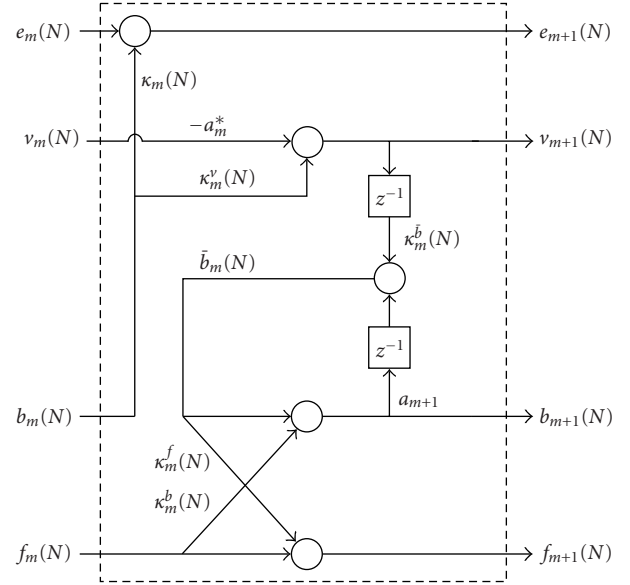 e_m(N) e_{m+1}(N)
κ_m(N)
v_m(N) −a_m^* v_{m+1}(N)
κ_m^v(N)
z^{−1}
κ_m^{b̄}(N)
b̄_m(N)
z^{−1}
b_m(N) a_{m+1} b_{m+1}(N)
κ_m^f(N)
κ_m^b(N)
f_m(N) f_{m+1}(N)